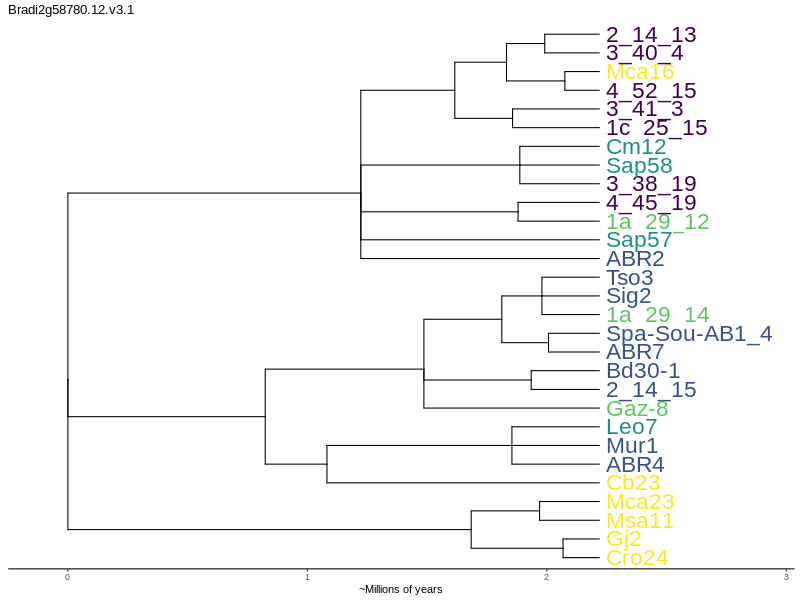 Bradi2g58780.12.v3.1
2_14_13
3_40_4
Mca16
4_52_15
3_41_3
1c_25_15
Cm12
Sap58
3_38_19
4_45_19
1a_29_12
Sap57
ABR2
Tso3
Sig2
1a_29_14
Spa-Sou-AB1_4
ABR7
Bd30-1
2_14_15
Gaz-8
Leo7
Mur1
ABR4
Cb23
Mca23
Msa11
Gj2
Cro24
0 1 2 3
~Millions of years